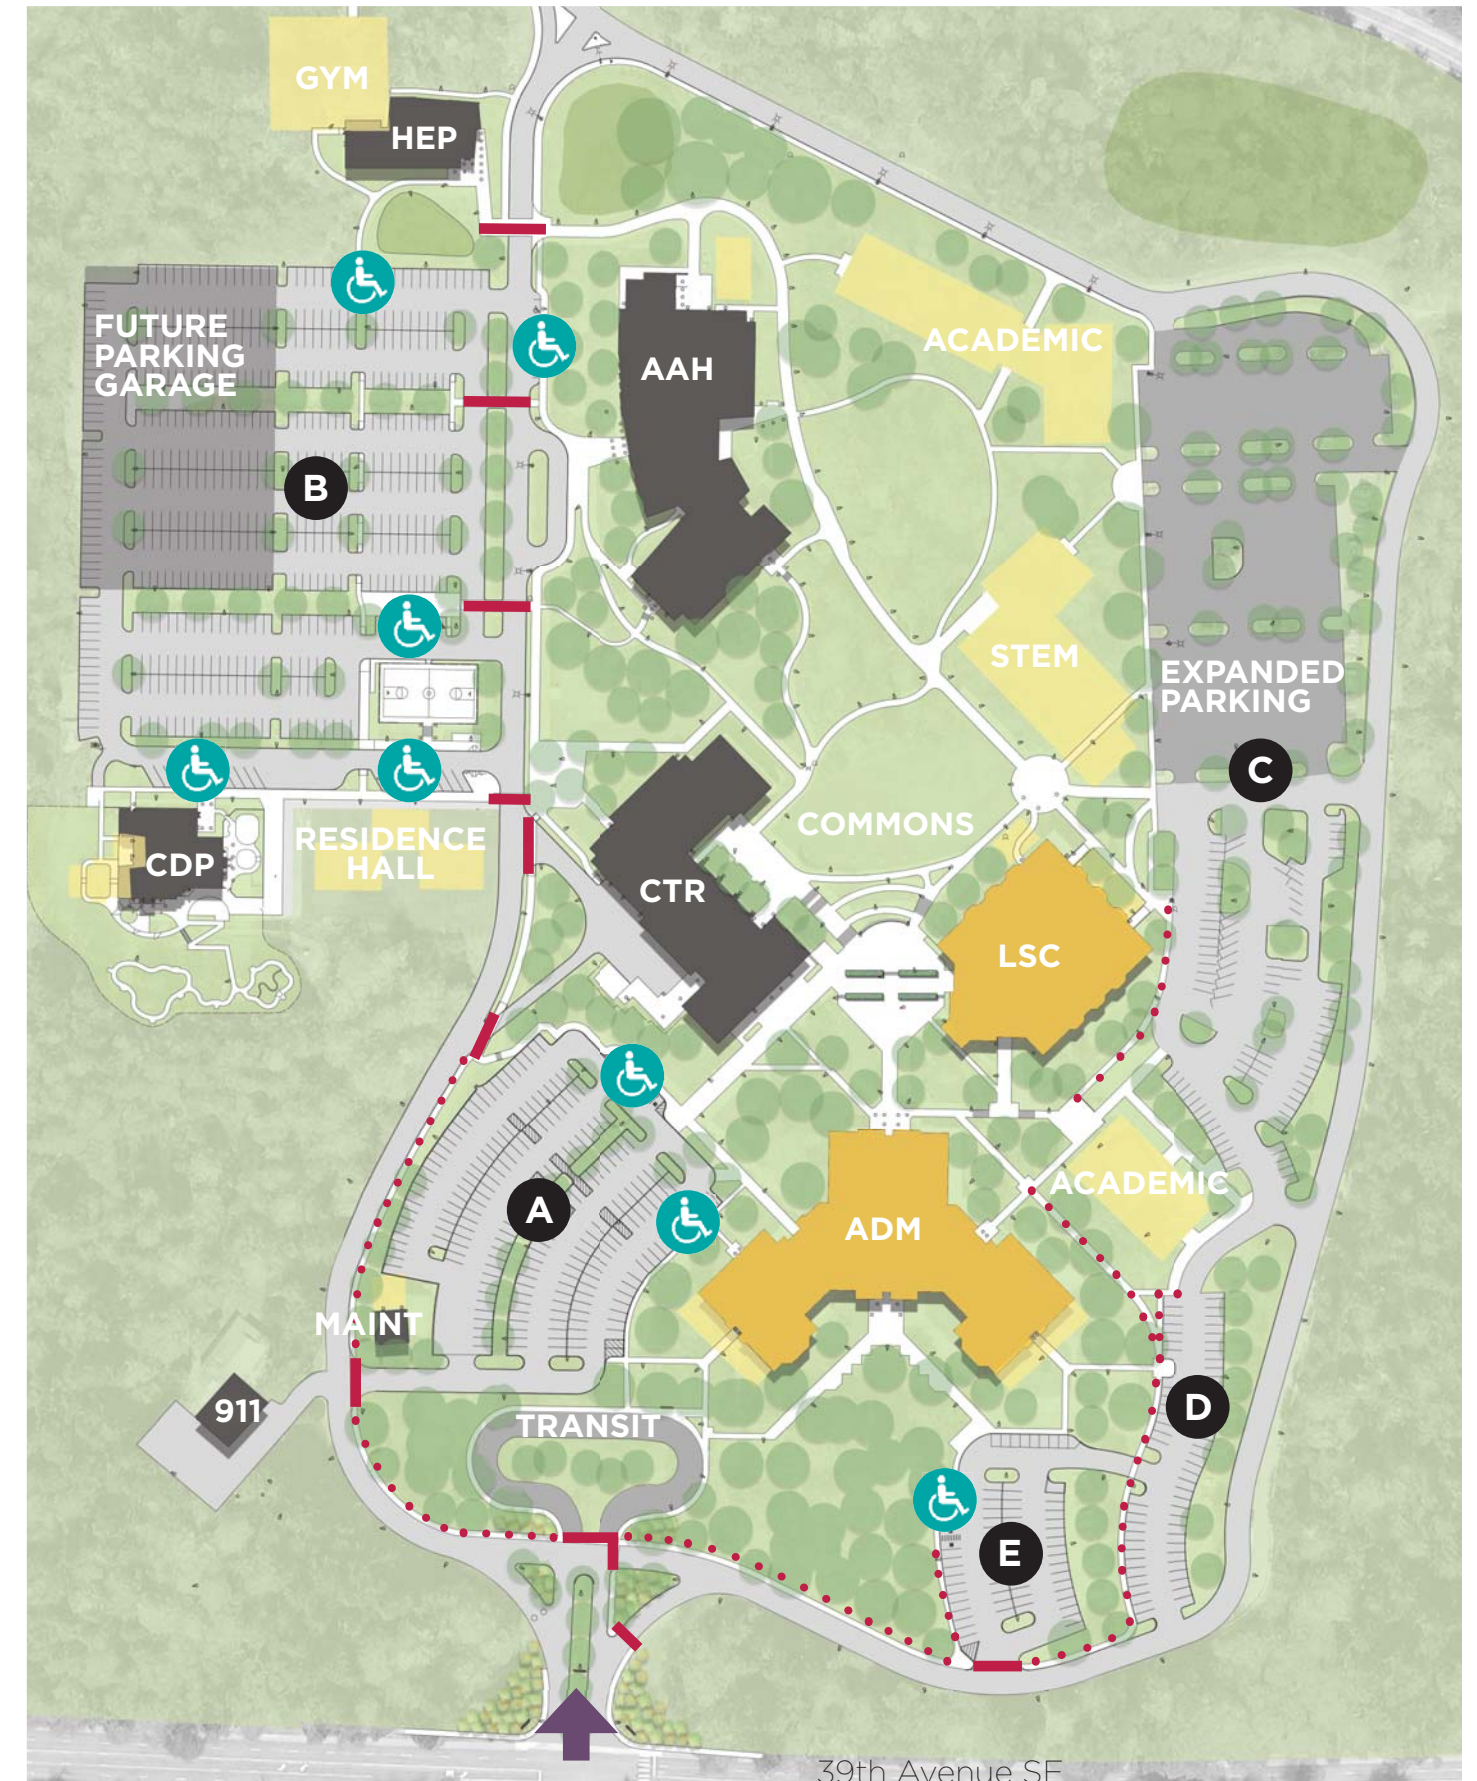 GYM
HEP
FUTURE
PARKING
GARAGE
AAH
ACADEMIC
B
STEM
EXPANDED
PARKING
C
COMMONS
RESIDENCE
HALL
CDP
CTR
LSC
ACADEMIC
A
ADM
MAINT
911
TRANSIT
D
E
39th Avenue SE